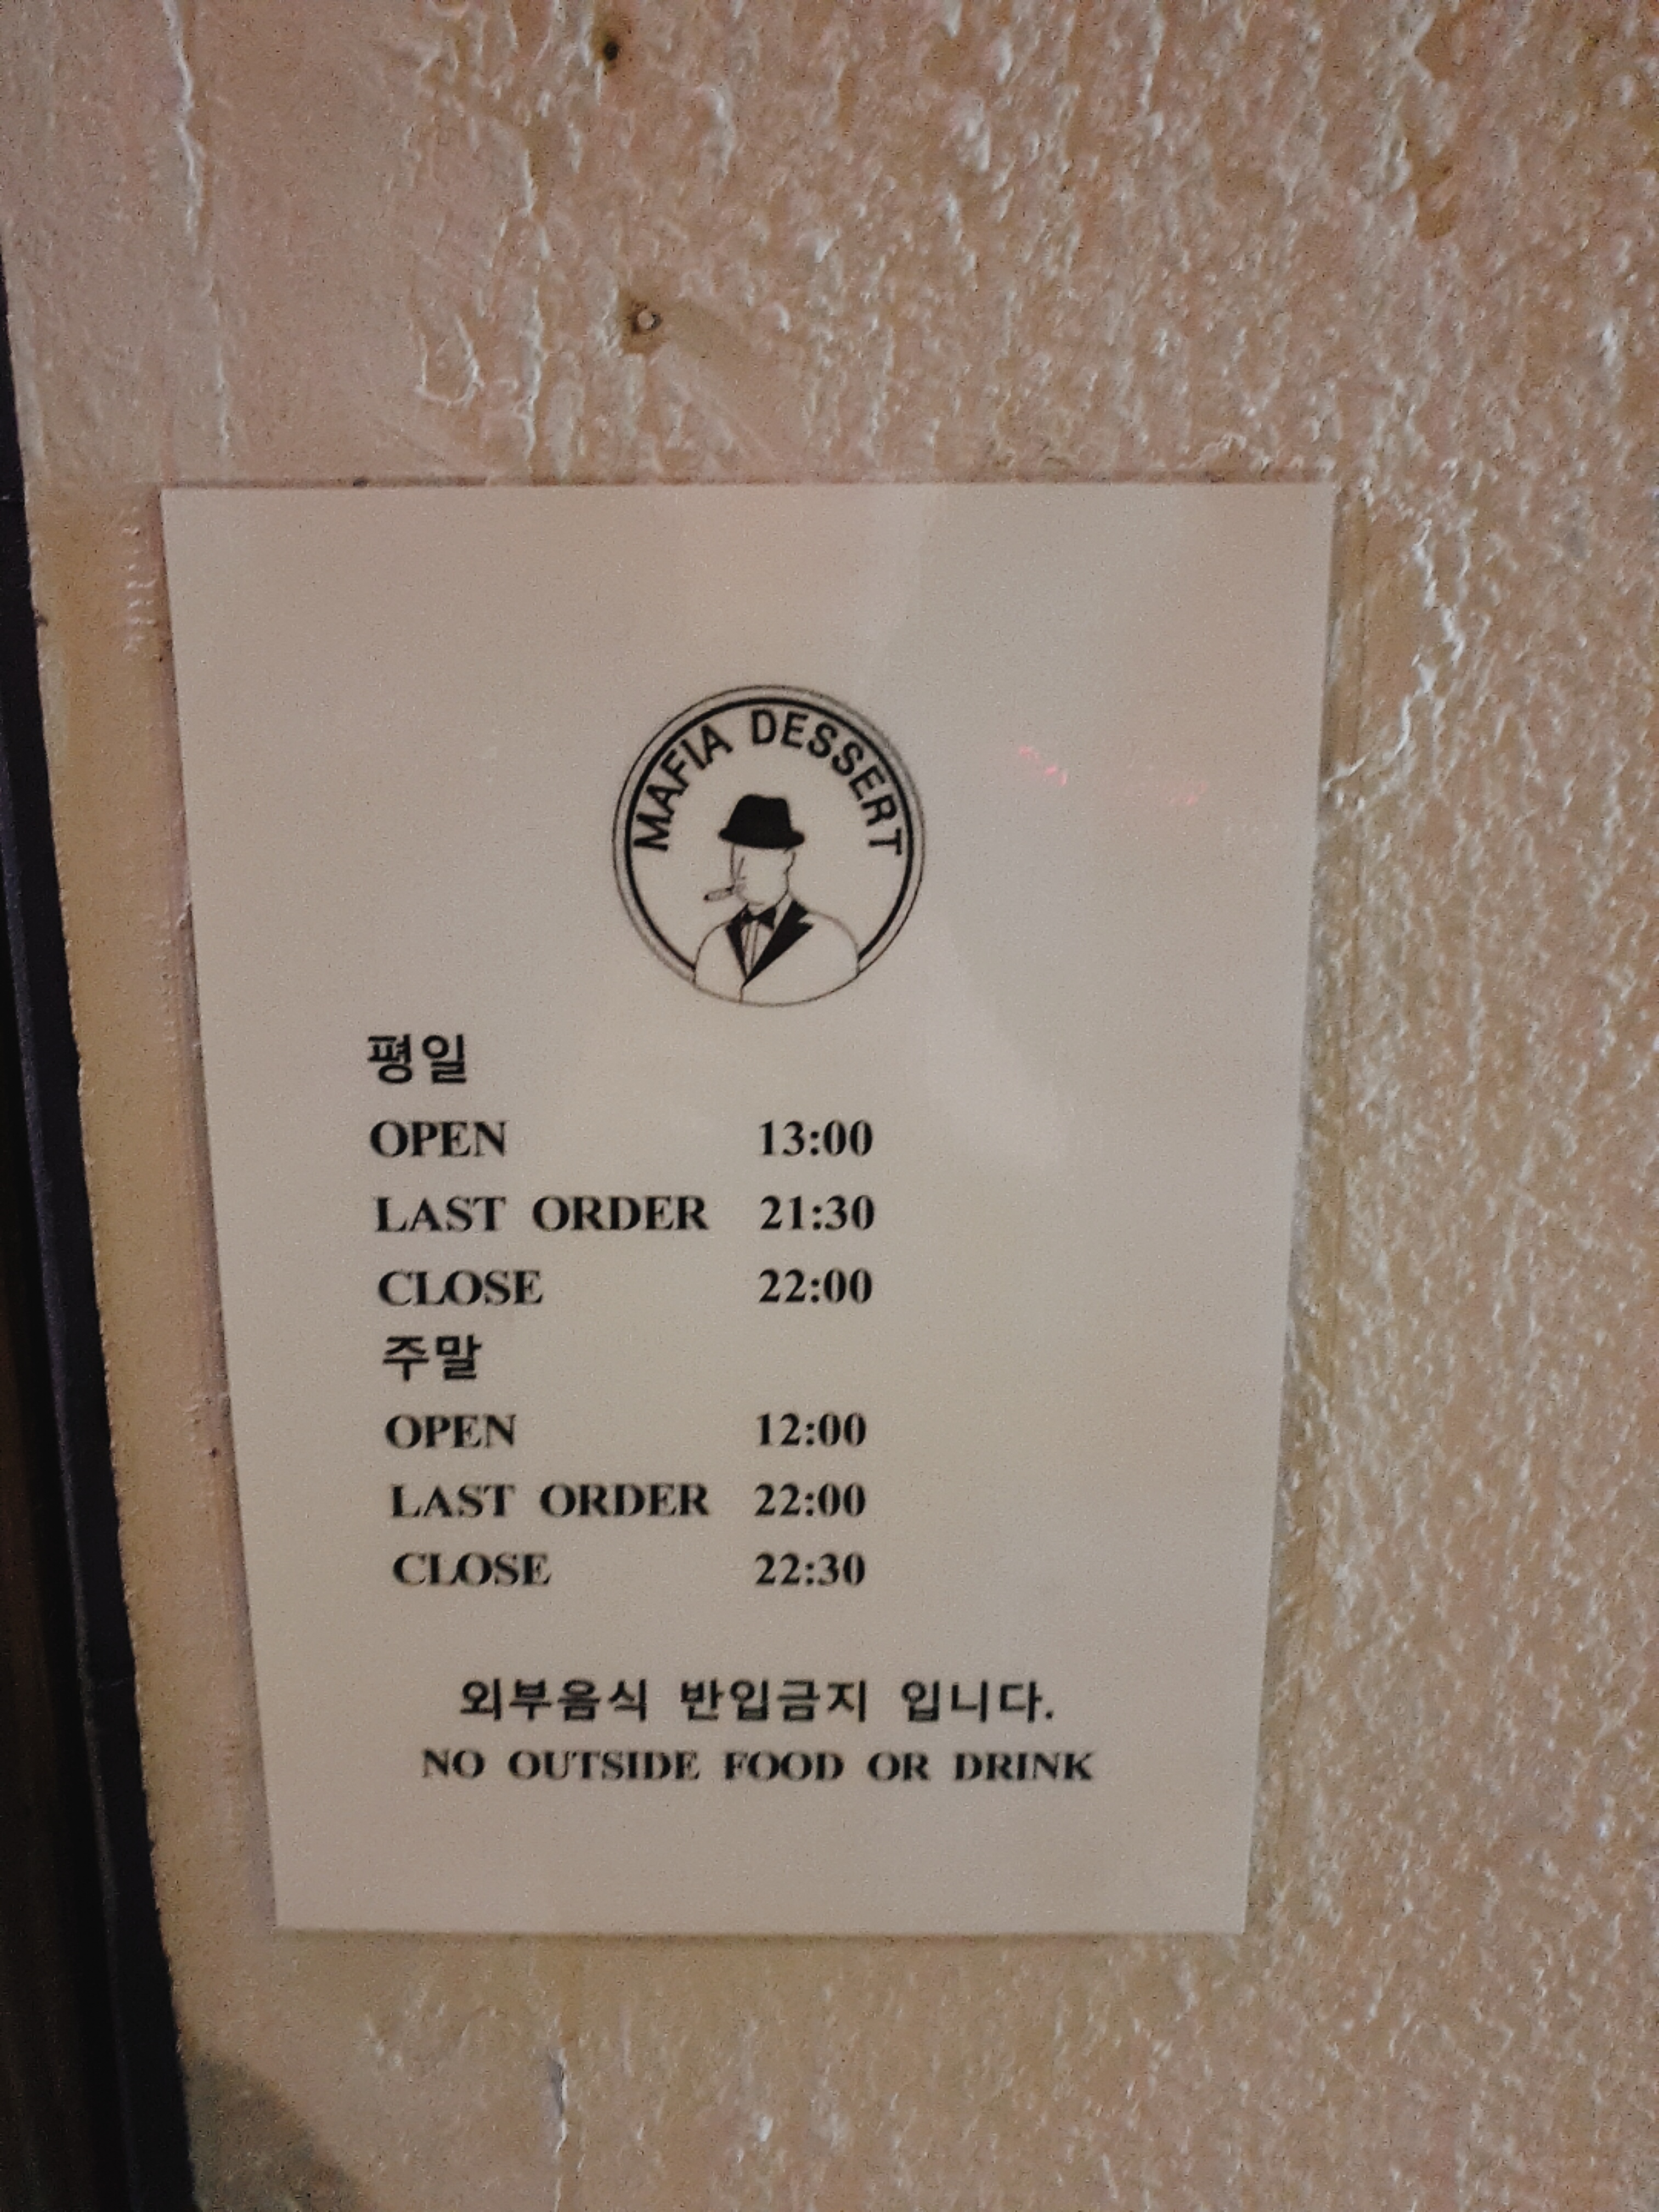 MAFIA DESSERT
평일
OPEN 13:00
LAST ORDER 21:30
CLOSE 22:00
주말
OPEN 12:00
LAST ORDER 22:00
CLOSE 22:30
외부음식 반입금지 입니다.
NO OUTSIDE FOOD OR DRINK